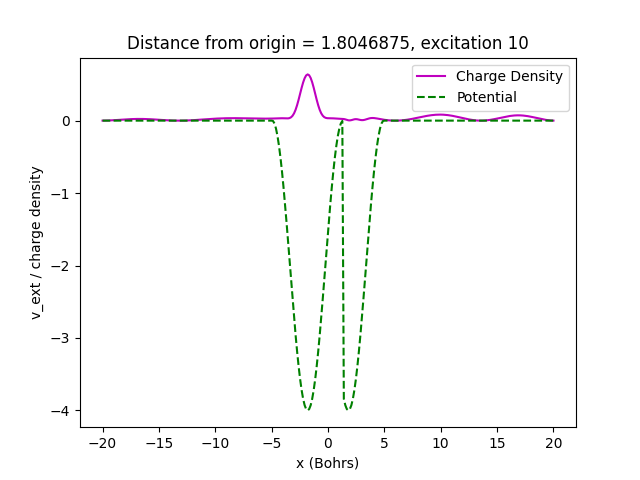 Distance from origin = 1.8046875, excitation 10
Charge Density
Potential
v_ext / charge density
0
−1
−2
−3
−4
−20
−15
−10
−5
0
5
10
15
20
x (Bohrs)